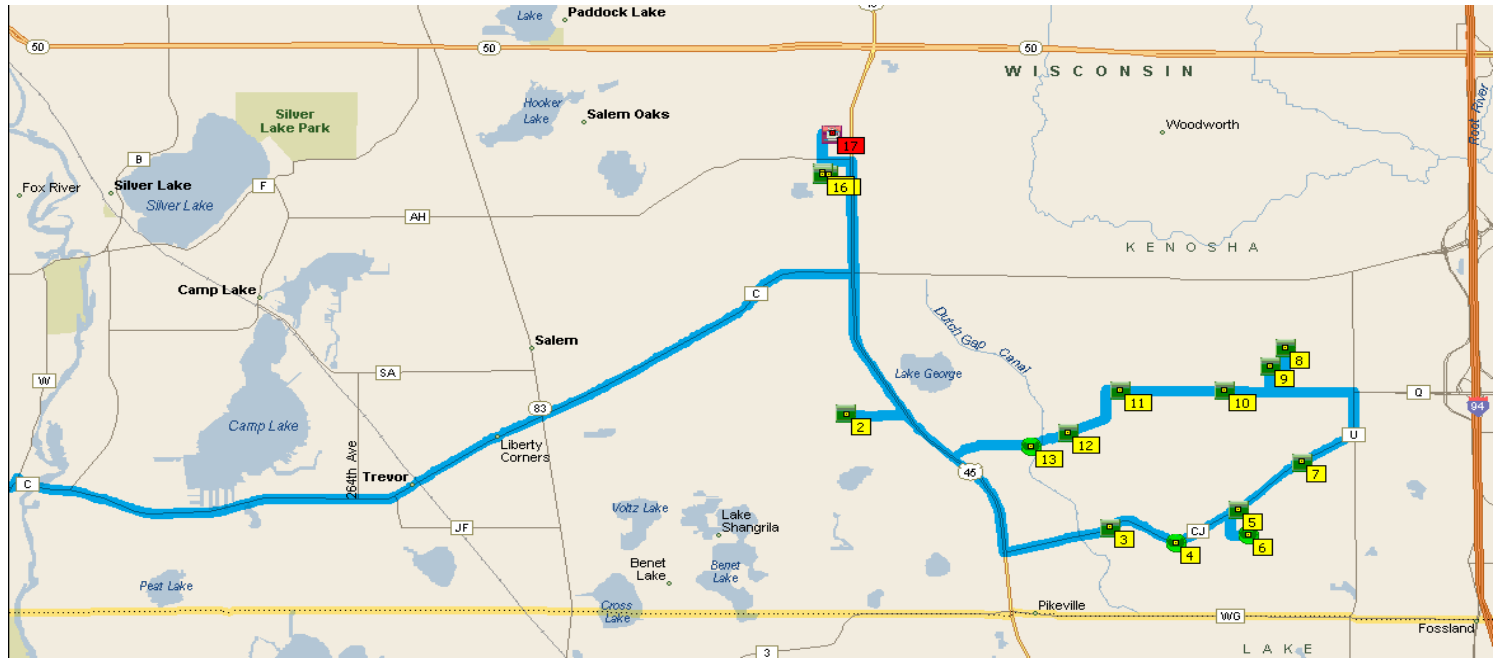 45
Lake
Paddock Lake
50
50
50
WISCONSIN
Hooker
Lake
Salem Oaks
Silver
Lake Park
Woodworth
Root River
17
B
Fox River
Silver Lake
F
Silver Lake
16
AH
KENOSHA
Camp Lake
C
Dutch Gap Canal
Salem
8
SA
Lake George
9
W
83
11
10
Q
94
Camp Lake
2
Liberty
Corners
12
U
13
264th Ave
7
C
Trevor
45
Voltz Lake
Lake
Shangrila
5
JF
3
CJ
4
6
Benet
Lake
Benet
Lake
Peat Lake
Cross
Lake
Pikeville
WG
Fossland
3
LAKE